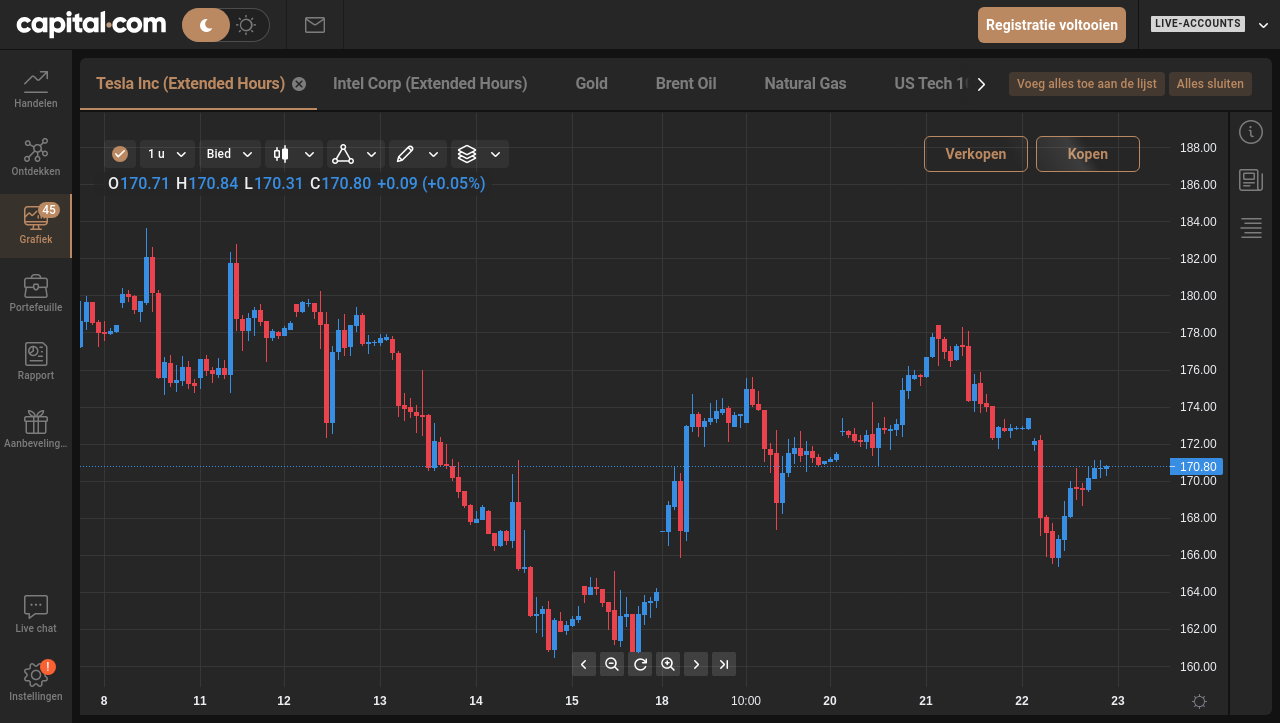 capital.com
Registratie voltooien
LIVE-ACCOUNTS
Handelen
Ontdekken
45
Grafiek
Portefeuille
Rapport
Aanbeveling...
Live chat
!
Instellingen
Tesla Inc (Extended Hours)
Intel Corp (Extended Hours)
Gold
Brent Oil
Natural Gas
US Tech 1
Voeg alles toe aan de lijst
Alles sluiten
1 u
Bied
Verkopen
Kopen
O170.71 H170.84 L170.31 C170.80 +0.09 (+0.05%)
188.00
186.00
184.00
182.00
180.00
178.00
176.00
174.00
172.00
170.80
170.00
168.00
166.00
164.00
162.00
160.00
8 11 12 13 14 15 18 10:00 20 21 22 23